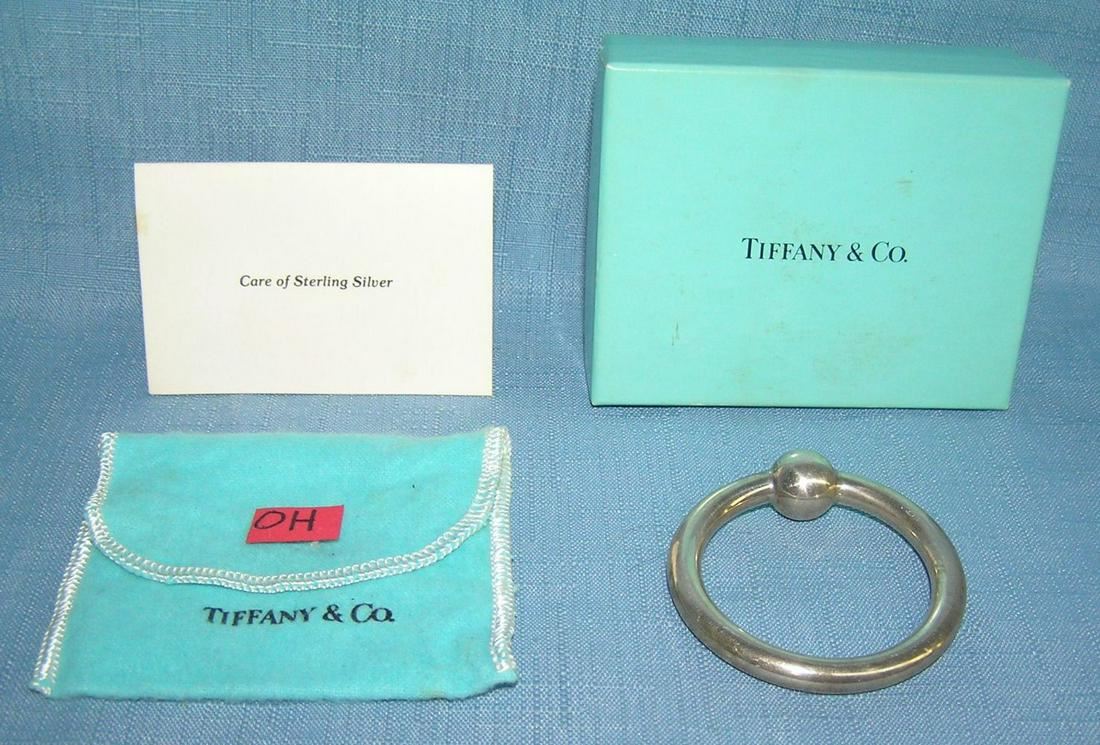 TIFFANY & CO.
Care of Sterling Silver
OH
TIFFANY & CO.